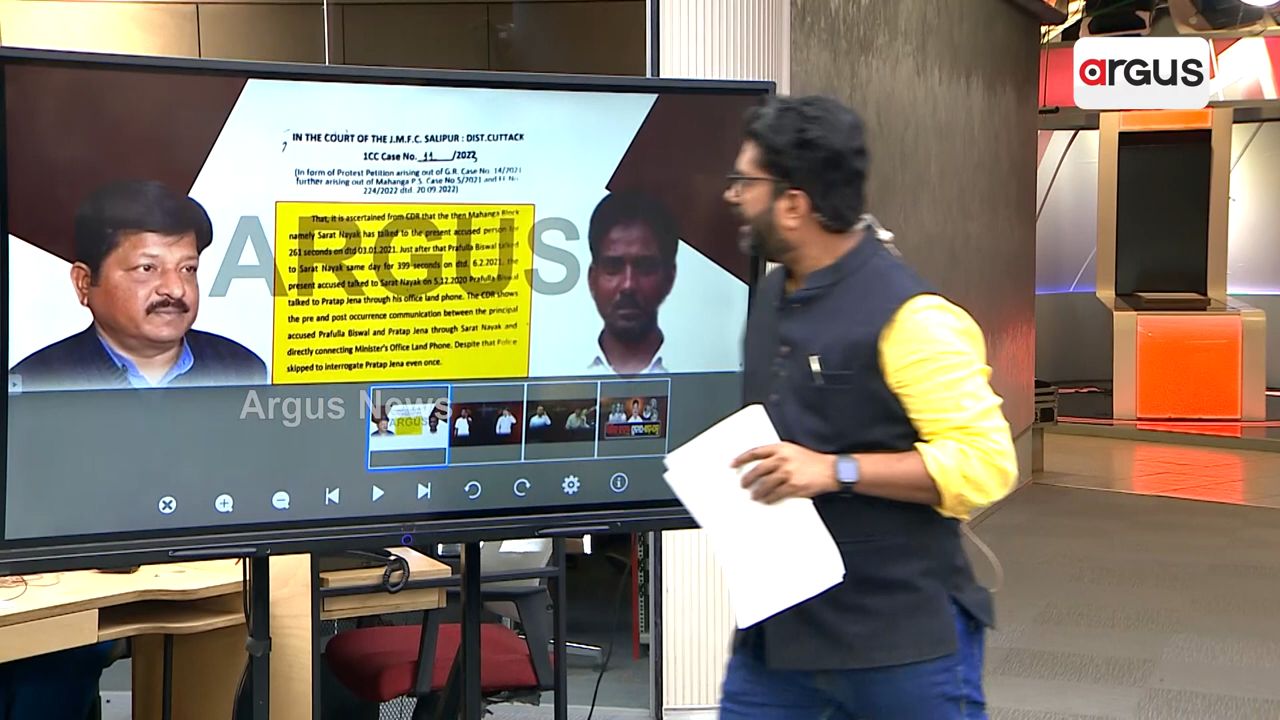 argus
IN THE COURT OF THE J.M.F.C. SALIPUR : DIST.CUTTACK
1CC Case No. 11 /2022
(In form of Protest Petition arising out of G.R. Case No. 14/2021
further arising out of Mahanga P.S. Case No 5/2021 and
224/2022 dtd. 20.09.2022)
That, it is ascertained from CDR that the then Mahanga Block
namely Sarat Nayak has talked to the present accused person for
261 seconds on dtd 03.01.2021. Just after that Prafulla Biswal talked
to Sarat Nayak same day for 399 seconds on dtd. 6.2.2021. the
present accused talked to Sarat Nayak on 5.12.2020 Prafulla Biswal
talked to Pratap Jena through his office land phone. The CDR shows
the pre and post occurrence communication between the principal
accused Prafulla Biswal and Pratap Jena through Sarat Nayak and
directly connecting Minister's Office Land Phone. Despite that Police
skipped to interrogate Pratap Jena even once.
ARGUS
Argus News
ARGUS